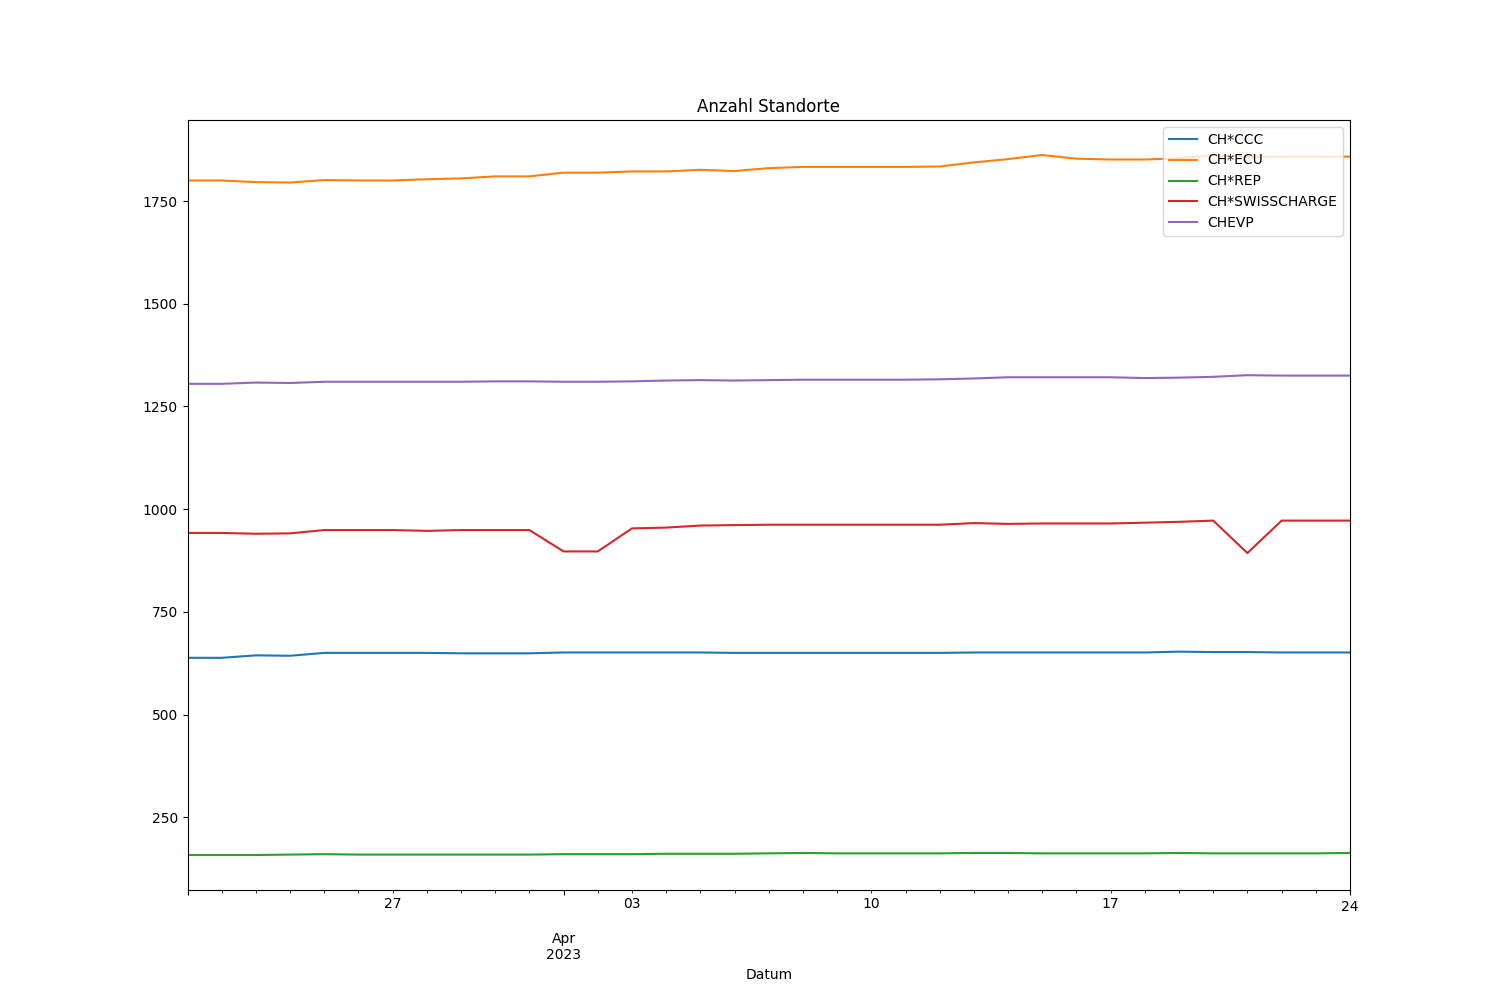 Anzahl Standorte
CH*CCC
CH*ECU
CH*REP
CH*SWISSCHARGE
CHEVP
1750
1500
1250
1000
750
500
250
27
03
10
17
24
Apr
2023
Datum